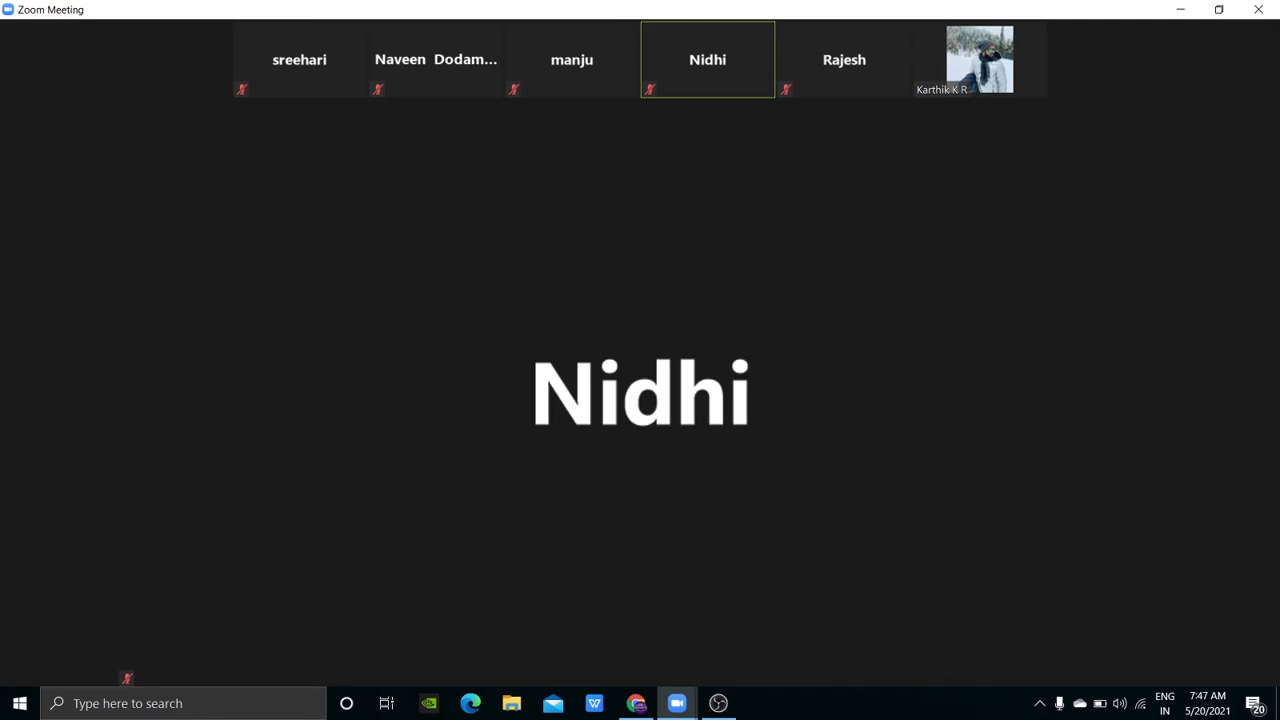 Zoom Meeting
sreehari
Naveen Dodam...
manju
Nidhi
Rajesh
Karthik K R
Nidhi
Type here to search
ENG
IN
7:47 AM
5/20/2021
20